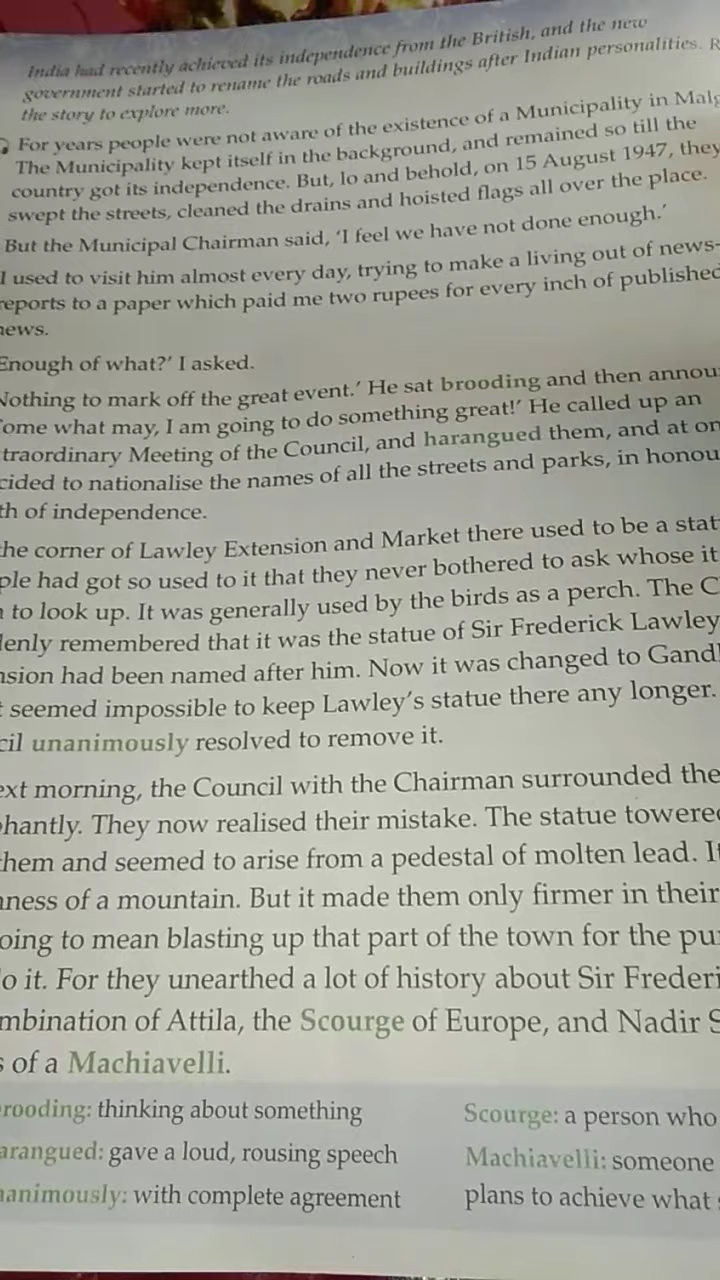 India had recently achieved its independence from the British, and the new
government started to rename the roads and buildings after Indian personalities. R
the story to explore more.
For years people were not aware of the existence of a Municipality in Malg
The Municipality kept itself in the background, and remained so till the
country got its independence. But, lo and behold, on 15 August 1947, they
swept the streets, cleaned the drains and hoisted flags all over the place.
But the Municipal Chairman said, ‘I feel we have not done enough.’
I used to visit him almost every day, trying to make a living out of news-
reports to a paper which paid me two rupees for every inch of published
news.
Enough of what?’ I asked.
Nothing to mark off the great event.’ He sat brooding and then annou
ome what may, I am going to do something great!’ He called up an
traordinary Meeting of the Council, and harangued them, and at on
cided to nationalise the names of all the streets and parks, in honou
th of independence.
he corner of Lawley Extension and Market there used to be a stat
ple had got so used to it that they never bothered to ask whose it
to look up. It was generally used by the birds as a perch. The C
lenly remembered that it was the statue of Sir Frederick Lawley
nsion had been named after him. Now it was changed to Gandh
t seemed impossible to keep Lawley’s statue there any longer.
cil unanimously resolved to remove it.
ext morning, the Council with the Chairman surrounded the
phantly. They now realised their mistake. The statue towered
them and seemed to arise from a pedestal of molten lead. It
nness of a mountain. But it made them only firmer in their
oing to mean blasting up that part of the town for the pur
o it. For they unearthed a lot of history about Sir Frederi
mbination of Attila, the Scourge of Europe, and Nadir S
s of a Machiavelli.
rooding: thinking about something
arangued: gave a loud, rousing speech
nanimously: with complete agreement
Scourge: a person who
Machiavelli: someone
plans to achieve what